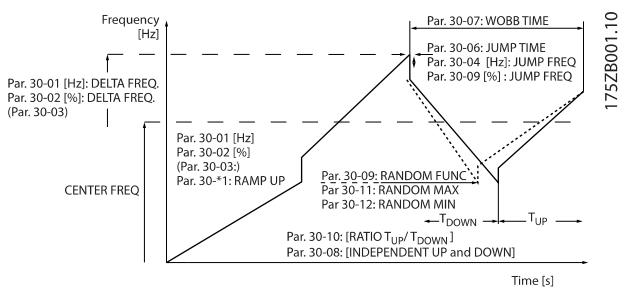 Frequency
[Hz]
Par. 30-07: WOBB TIME
Par. 30-06: JUMP TIME
Par. 30-04 [Hz]: JUMP FREQ
Par. 30-09 [%] : JUMP FREQ
175ZB001.10
Par. 30-01 [Hz]: DELTA FREQ.
Par. 30-02 [%]: DELTA FREQ.
(Par. 30-03)
Par. 30-01 [Hz]
Par. 30-02 [%]
(Par. 30-03:)
Par. 30-*1: RAMP UP
CENTER FREQ
Par. 30-09: RANDOM FUNC
Par 30-11: RANDOM MAX
Par 30-12: RANDOM MIN
TDOWN
TUP
Par. 30-10: [RATIO TUP/ TDOWN ]
Par. 30-08: [INDEPENDENT UP and DOWN]
Time [s]